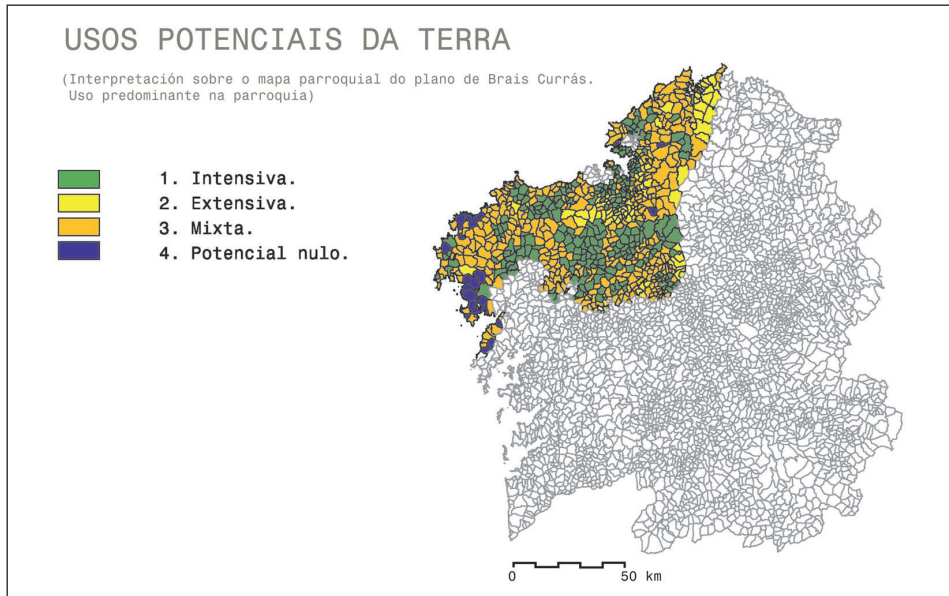 USOS POTENCIAIS DA TERRA
(Interpretación sobre o mapa parroquial do plano de Brais Currás.
Uso predominante na parroquia)
1. Intensiva.
2. Extensiva.
3. Mixta.
4. Potencial nulo.
0 50 km